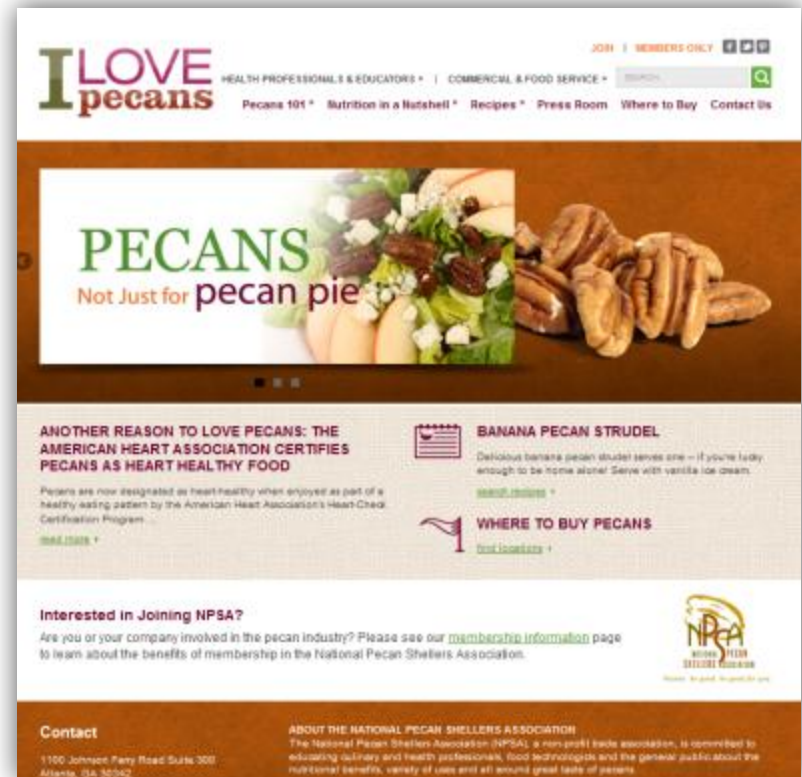 I LOVE
pecans
JOIN | MEMBERS ONLY
HEALTH PROFESSIONALS & EDUCATORS | COMMERCIAL & FOOD SERVICE
SEARCH
Pecans 101 Nutrition in a Nutshell Recipes Press Room Where to Buy Contact Us
PECANS
Not Just for pecan pie
ANOTHER REASON TO LOVE PECANS: THE
AMERICAN HEART ASSOCIATION CERTIFIES
PECANS AS HEART HEALTHY FOOD
Pecans are now designated as heart-healthy when enjoyed as part of a
healthy eating pattern by the American Heart Association's Heart-Check
Certification Program ...
read more
BANANA PECAN STRUDEL
Delicious banana pecan strudel serves one – if you're lucky
enough to be home alone! Serve with vanilla ice cream.
search recipes
WHERE TO BUY PECANS
find locations
Interested in Joining NPSA?
Are you or your company involved in the pecan industry? Please see our membership information page
to learn about the benefits of membership in the National Pecan Shellers Association.
NPSA
NATIONAL PECAN
SHELLERS ASSOCIATION
Contact
1100 Johnson Ferry Road Suite 300
Atlanta, GA 30342
ABOUT THE NATIONAL PECAN SHELLERS ASSOCIATION
The National Pecan Shellers Association (NPSA), a non-profit trade association, is committed to
educating culinary and health professionals, food technologists and the general public about the
nutritional benefits, variety of uses and all around great taste of pecans.